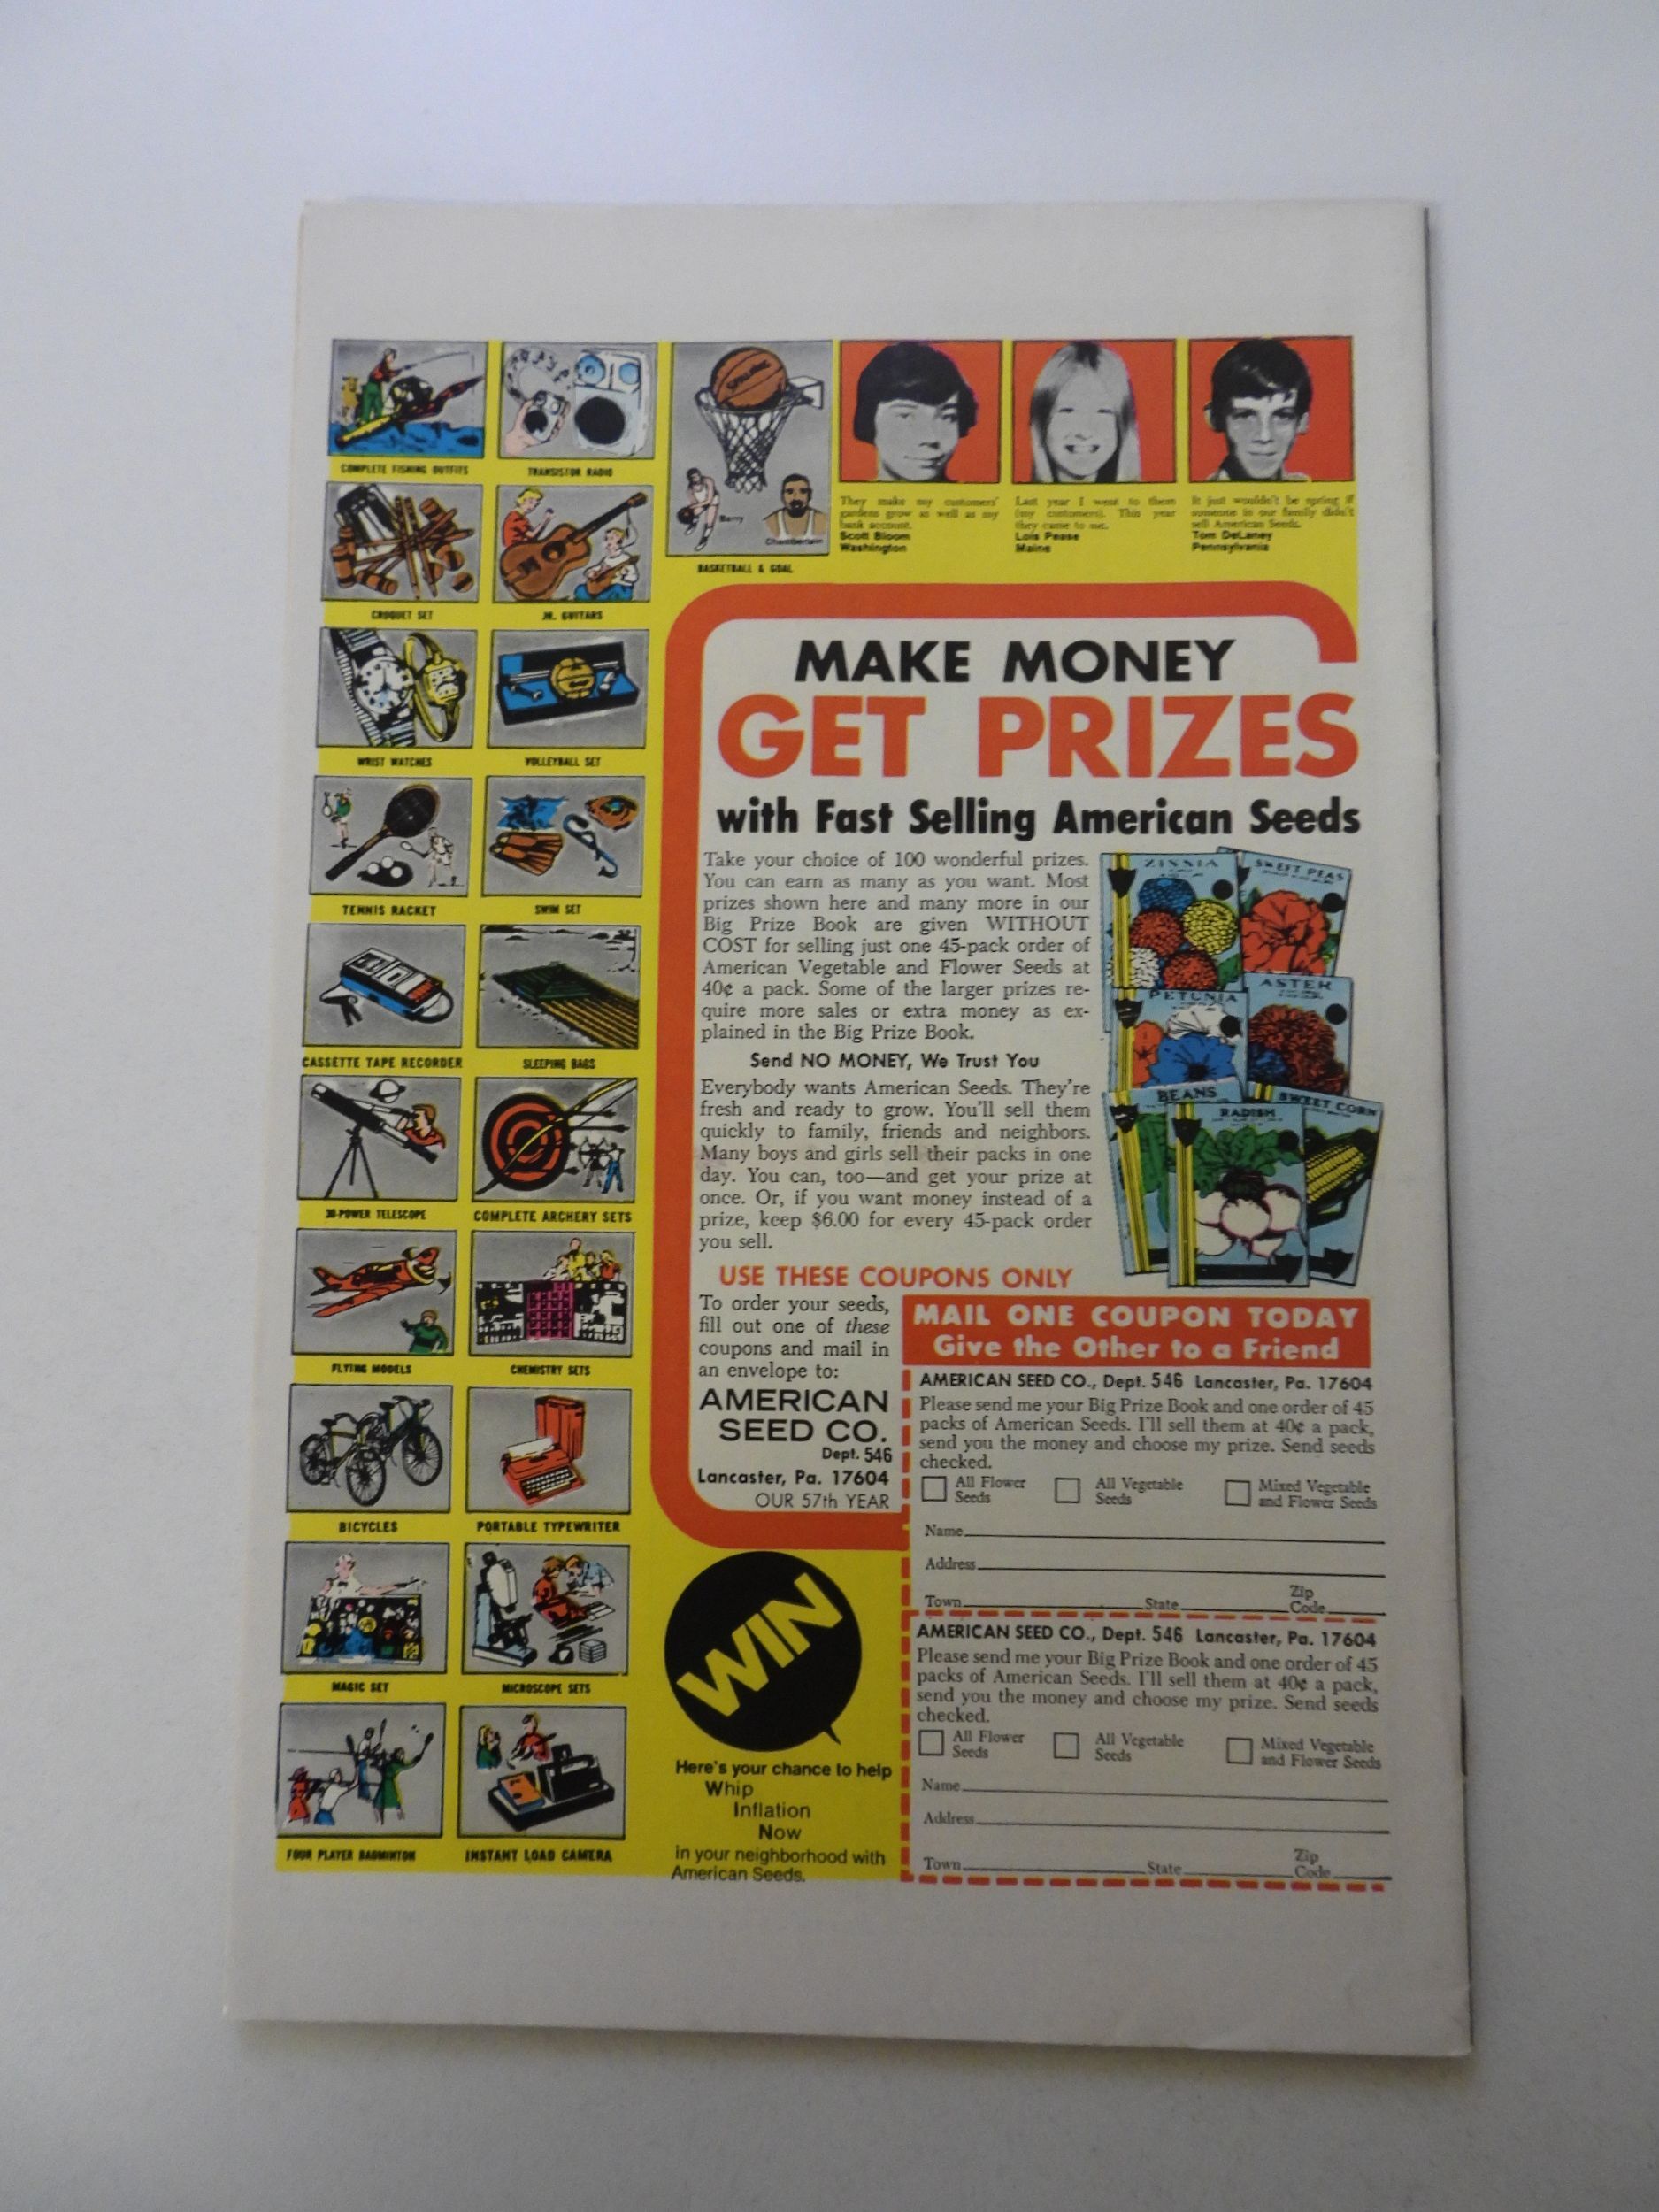 COMPLETE FISHING OUTFITS
TRANSISTOR RADIO
CROQUET SET
JR. GUITARS
WRIST WATCHES
VOLLEYBALL SET
TENNIS RACKET
SWIM SET
CASSETTE TAPE RECORDER
SLEEPING BAGS
30-POWER TELESCOPE
COMPLETE ARCHERY SETS
FLYING MODELS
CHEMISTRY SETS
BICYCLES
PORTABLE TYPEWRITER
MAGIC SET
MICROSCOPE SETS
FOUR PLAYER BADMINTON
INSTANT LOAD CAMERA
SPALDING
Barry
Chamberlain
BASKETBALL & GOAL
They make my customers'
gardens grow as well as my
bank account.
Scott Bloom
Washington
Last year I went to them
(my customers). This year
they came to me.
Lois Pease
Maine
It just wouldn't be spring if
someone in our family didn't
sell American Seeds.
Tom DeLaney
Pennsylvania
MAKE MONEY
GET PRIZES
with Fast Selling American Seeds
Take your choice of 100 wonderful prizes.
You can earn as many as you want. Most
prizes shown here and many more in our
Big Prize Book are given WITHOUT
COST for selling just one 45-pack order of
American Vegetable and Flower Seeds at
40¢ a pack. Some of the larger prizes re-
quire more sales or extra money as ex-
plained in the Big Prize Book.
Send NO MONEY, We Trust You
Everybody wants American Seeds. They're
fresh and ready to grow. You'll sell them
quickly to family, friends and neighbors.
Many boys and girls sell their packs in one
day. You can, too—and get your prize at
once. Or, if you want money instead of a
prize, keep $6.00 for every 45-pack order
you sell.
ZINNIA
SWEET PEAS
PETUNIA
ASTER
BEANS
RADISH
SWEET CORN
USE THESE COUPONS ONLY
To order your seeds,
fill out one of these
coupons and mail in
an envelope to:
AMERICAN
SEED CO.
Dept. 546
Lancaster, Pa. 17604
OUR 57th YEAR
MAIL ONE COUPON TODAY
Give the Other to a Friend
AMERICAN SEED CO., Dept. 546 Lancaster, Pa. 17604
Please send me your Big Prize Book and one order of 45
packs of American Seeds. I'll sell them at 40¢ a pack,
send you the money and choose my prize. Send seeds
checked.
All Flower Seeds
All Vegetable Seeds
Mixed Vegetable and Flower Seeds
Name
Address
Town State Zip Code
AMERICAN SEED CO., Dept. 546 Lancaster, Pa. 17604
Please send me your Big Prize Book and one order of 45
packs of American Seeds. I'll sell them at 40¢ a pack,
send you the money and choose my prize. Send seeds
checked.
All Flower Seeds
All Vegetable Seeds
Mixed Vegetable and Flower Seeds
Name
Address
Town State Zip Code
WIN
Here's your chance to help
Whip
Inflation
Now
In your neighborhood with
American Seeds.